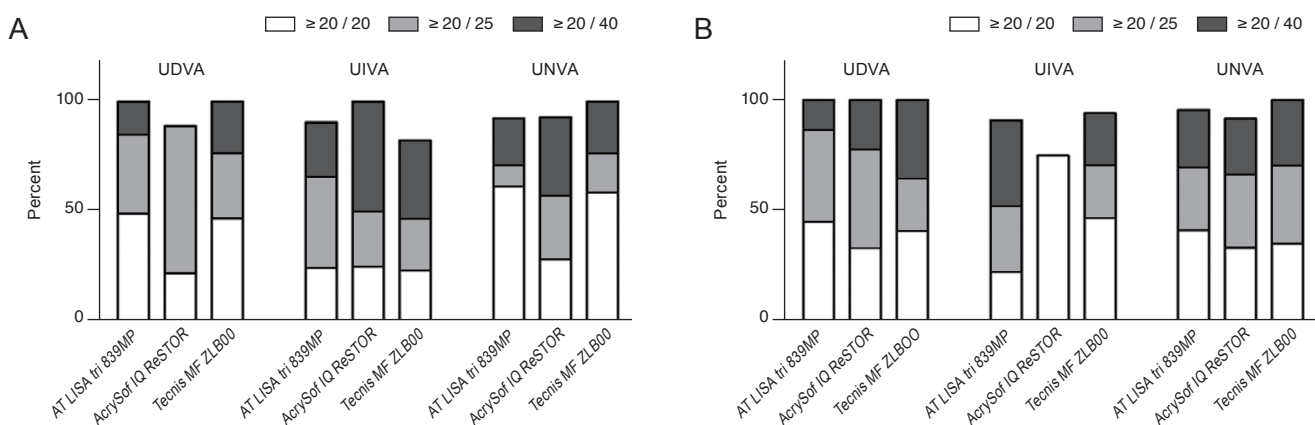 A
≥ 20 / 20 ≥ 20 / 25 ≥ 20 / 40
UDVA UIVA UNVA
Percent
100
50
0
AT LISA tri 839MP
AcrySof IQ ReSTOR
Tecnis MF ZLB00
AT LISA tri 839MP
AcrySof IQ ReSTOR
Tecnis MF ZLB00
AT LISA tri 839MP
AcrySof IQ ReSTOR
Tecnis MF ZLB00
B
≥ 20 / 20 ≥ 20 / 25 ≥ 20 / 40
UDVA UIVA UNVA
Percent
100
50
0
AT LISA tri 839MP
AcrySof IQ ReSTOR
Tecnis MF ZLBOO
AT LISA tri 839MP
AcrySof IQ ReSTOR
Tecnis MF ZLB00
AT LISA tri 839MP
AcrySof IQ ReSTOR
Tecnis MF ZLB00